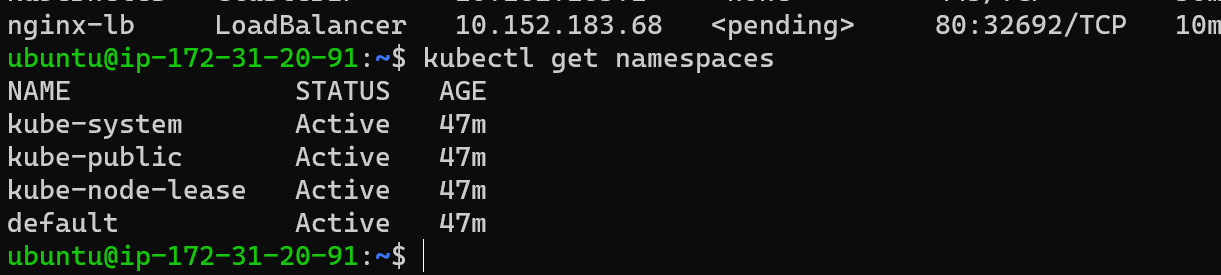 nginx-lb LoadBalancer 10.152.183.68 <pending> 80:32692/TCP 10m
ubuntu@ip-172-31-20-91:~$ kubectl get namespaces
NAME STATUS AGE
kube-system Active 47m
kube-public Active 47m
kube-node-lease Active 47m
default Active 47m
ubuntu@ip-172-31-20-91:~$